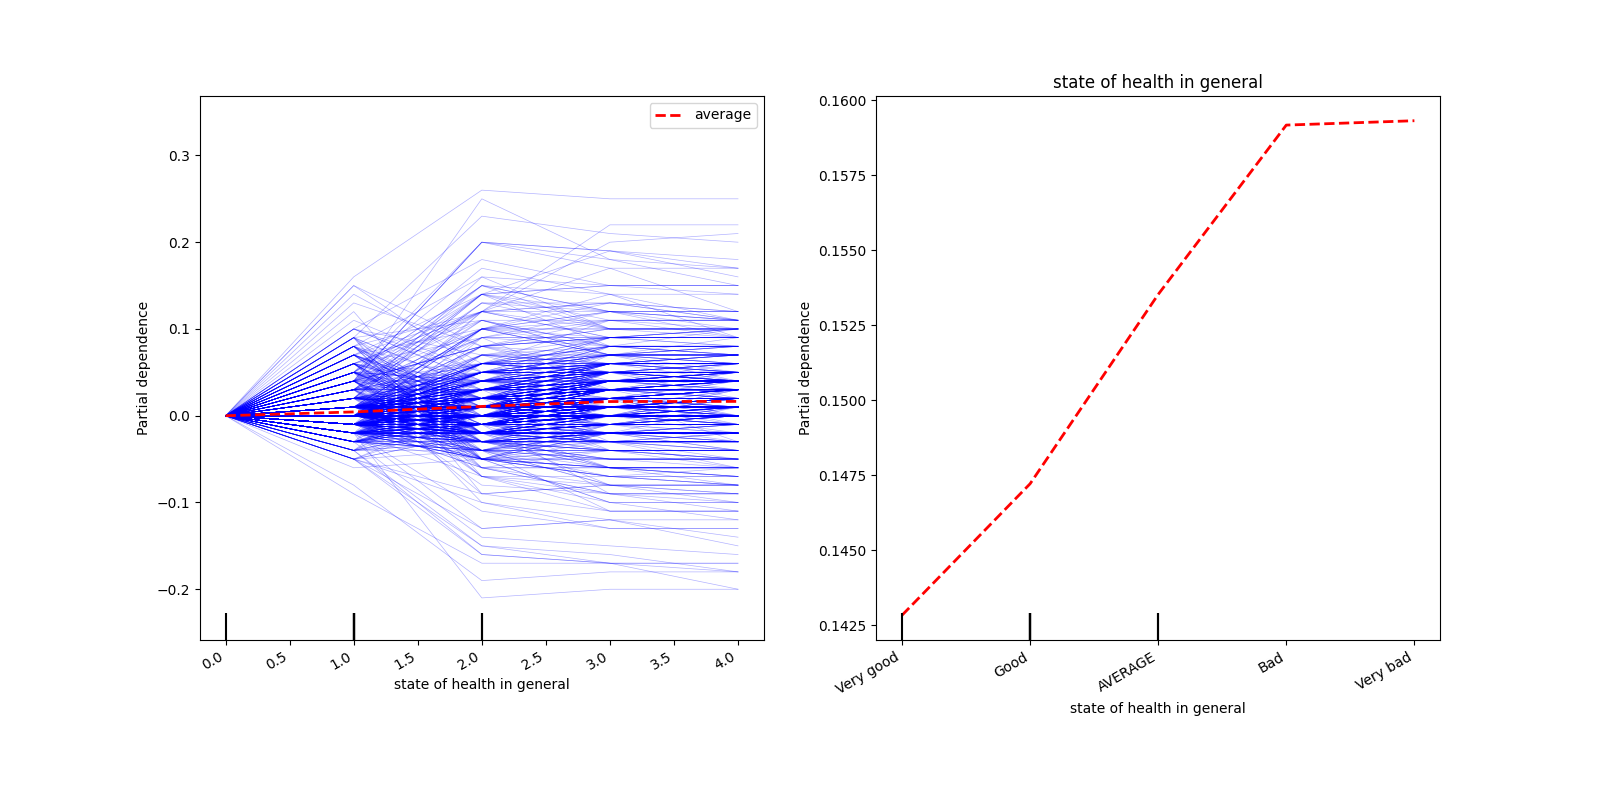 average
0.3
0.2
0.1
0.0
−0.1
−0.2
Partial dependence
0.0
0.5
1.0
1.5
2.0
2.5
3.0
3.5
4.0
state of health in general
state of health in general
0.1600
0.1575
0.1550
0.1525
0.1500
0.1475
0.1450
0.1425
Partial dependence
Very good
Good
AVERAGE
Bad
Very bad
state of health in general